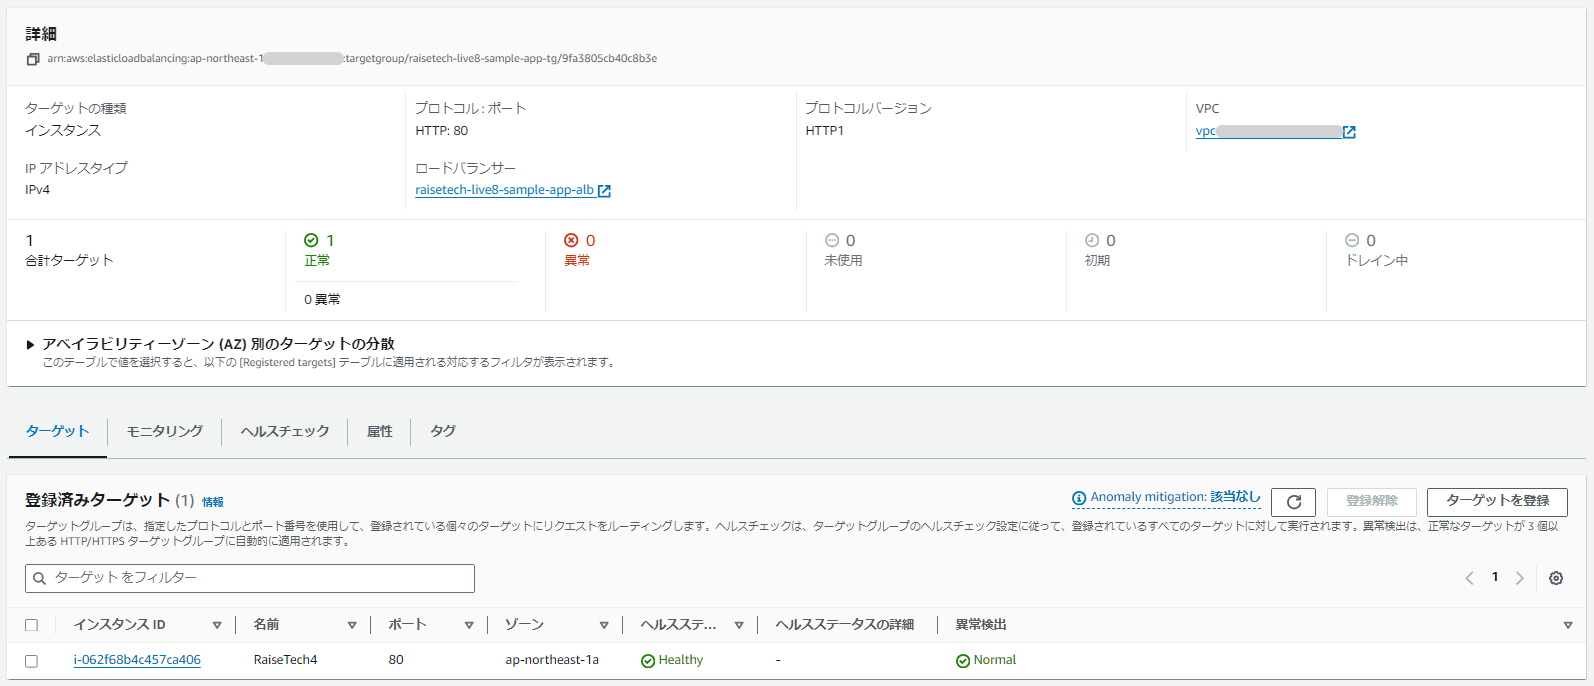 詳細
arn:aws:elasticloadbalancing:ap-northeast-1 :targetgroup/raisetech-live8-sample-app-tg/9fa3805cb40c8b3e
ターゲットの種類
インスタンス
プロトコル : ポート
HTTP: 80
プロトコルバージョン
HTTP1
VPC
vpc
IP アドレスタイプ
IPv4
ロードバランサー
raisetech-live8-sample-app-alb
1
合計ターゲット
1
正常
0 異常
0
異常
0
未使用
0
初期
0
ドレイン中
アベイラビリティーゾーン (AZ) 別のターゲットの分散
このテーブルで値を選択すると、以下の [Registered targets] テーブルに適用される対応するフィルタが表示されます。
ターゲット モニタリング ヘルスチェック 属性 タグ
登録済みターゲット (1) 情報
Anomaly mitigation: 該当なし
登録解除
ターゲットを登録
ターゲットグループは、指定したプロトコルとポート番号を使用して、登録されている個々のターゲットにリクエストをルーティングします。ヘルスチェックは、ターゲットグループのヘルスチェック設定に従って、登録されているすべてのターゲットに対して実行されます。異常検出は、正常なターゲットが 3 個以
上ある HTTP/HTTPS ターゲットグループに自動的に適用されます。
ターゲット をフィルター
1
インスタンス ID 名前 ポート ゾーン ヘルスステ... ヘルスステータスの詳細 異常検出
i-062f68b4c457ca406 RaiseTech4 80 ap-northeast-1a Healthy - Normal